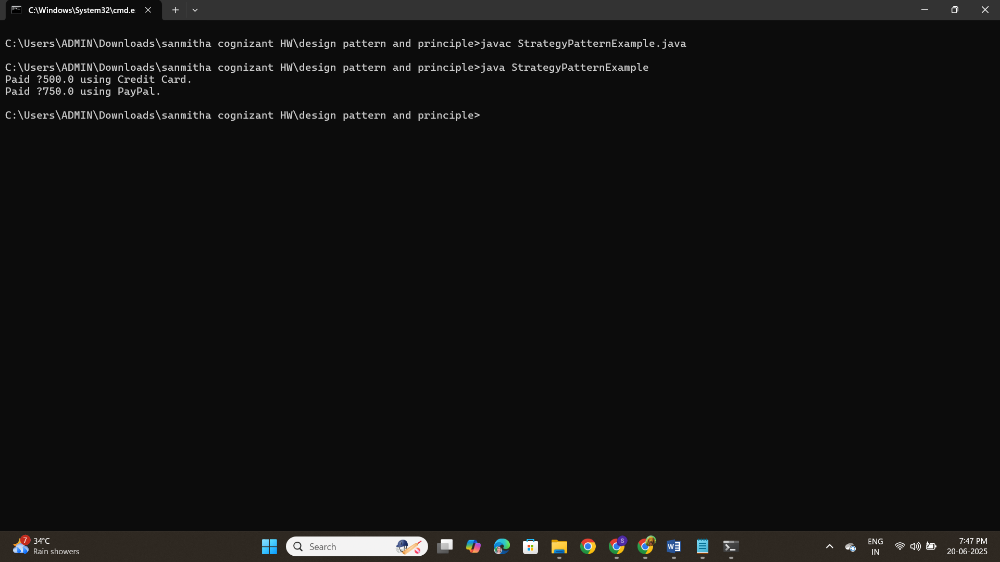 C:\Windows\System32\cmd.e
C:\Users\ADMIN\Downloads\sanmitha cognizant HW\design pattern and principle>javac StrategyPatternExample.java
C:\Users\ADMIN\Downloads\sanmitha cognizant HW\design pattern and principle>java StrategyPatternExample
Paid ?500.0 using Credit Card.
Paid ?750.0 using PayPal.
C:\Users\ADMIN\Downloads\sanmitha cognizant HW\design pattern and principle>
7
34°C
Rain showers
Search
S
W
ENG
IN
7:47 PM
20-06-2025